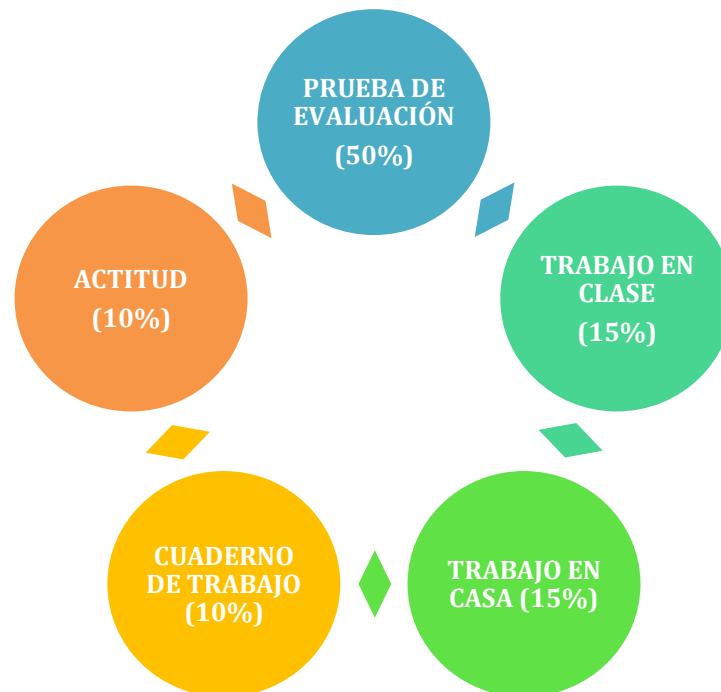 PRUEBA DE
EVALUACIÓN
(50%)
TRABAJO EN
CLASE
(15%)
TRABAJO EN
CASA (15%)
CUADERNO
DE TRABAJO
(10%)
ACTITUD
(10%)